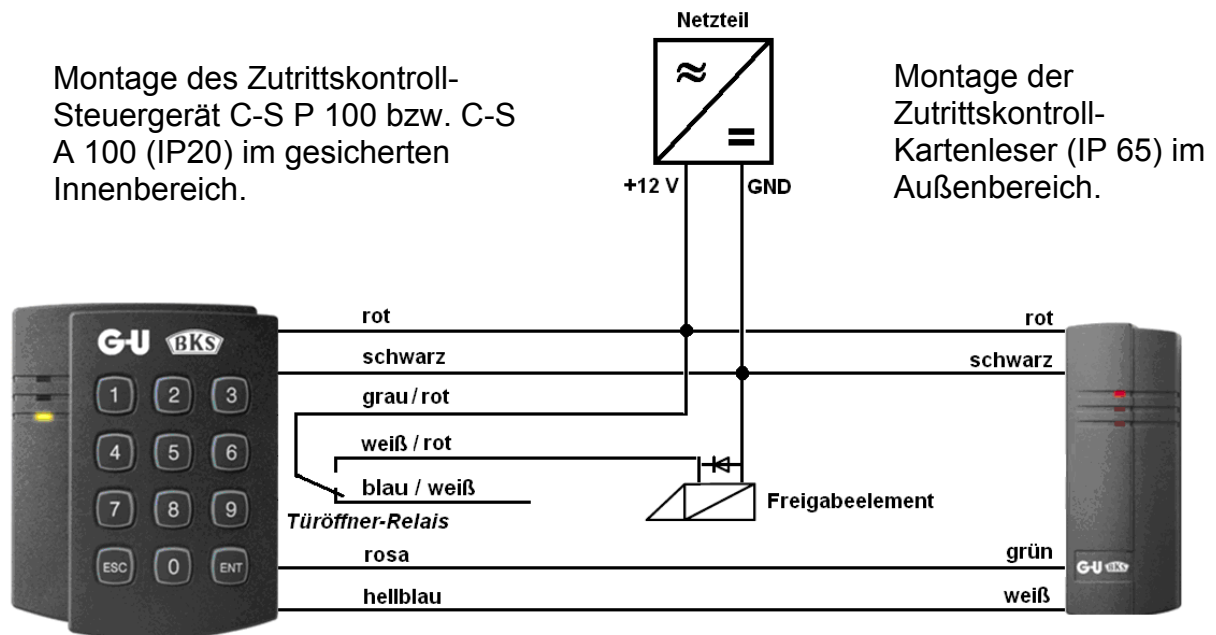 Netzteil
Montage des Zutrittskontroll-
Steuergerät C-S P 100 bzw. C-S
A 100 (IP20) im gesicherten
Innenbereich.
Montage der
Zutrittskontroll-
Kartenleser (IP 65) im
Außenbereich.
+12 V GND
rot rot
schwarz schwarz
grau / rot
weiß / rot
blau / weiß
Türöffner-Relais
Freigabeelement
rosa grün
hellblau weiß
G-U BKS
1 2 3
4 5 6
7 8 9
ESC 0 ENT
G-U BKS